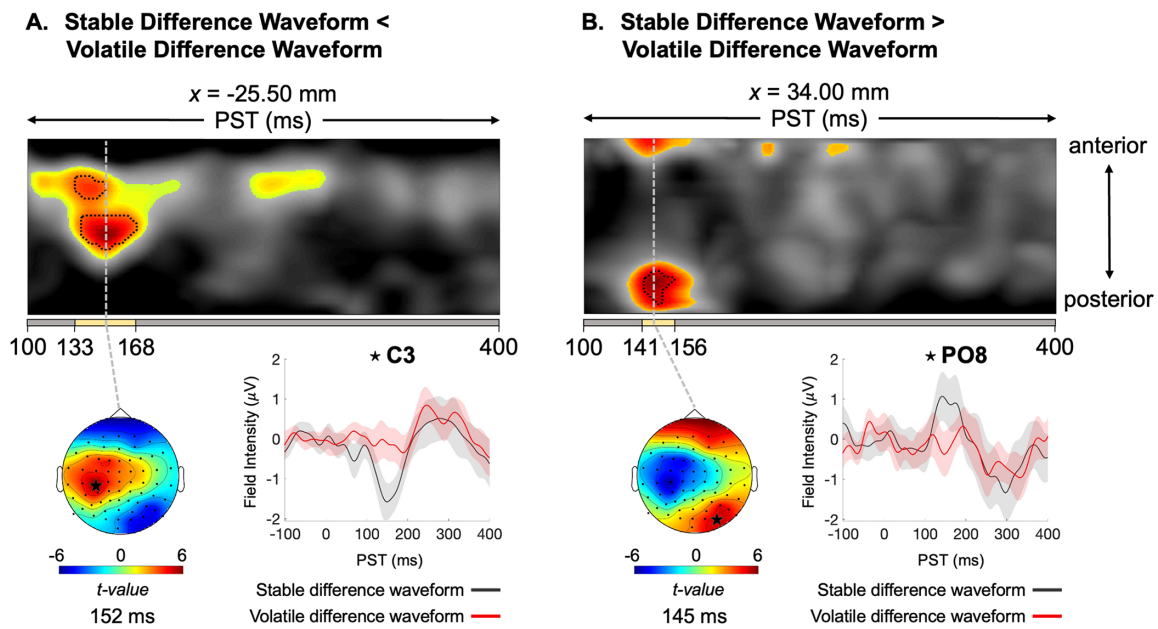 A. Stable Difference Waveform <
Volatile Difference Waveform
x = -25.50 mm
PST (ms)
100 133 168 400
★ C3
Field Intensity (μV)
2
1
0
-1
-2
-100 0 100 200 300 400
PST (ms)
-6 0 6
t-value
152 ms
Stable difference waveform
Volatile difference waveform
B. Stable Difference Waveform >
Volatile Difference Waveform
x = 34.00 mm
PST (ms)
anterior
posterior
100 141 156 400
★ PO8
Field Intensity (μV)
2
1
0
-1
-2
-100 0 100 200 300 400
PST (ms)
-6 0 6
t-value
145 ms
Stable difference waveform
Volatile difference waveform